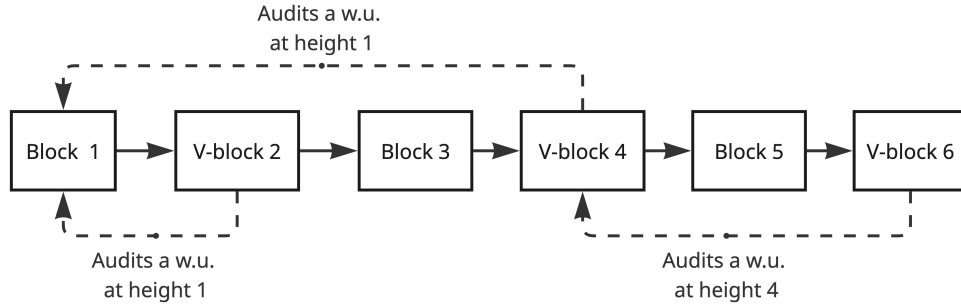 Audits a w.u.
at height 1
Block 1
V-block 2
Block 3
V-block 4
Block 5
V-block 6
Audits a w.u.
at height 1
Audits a w.u.
at height 4